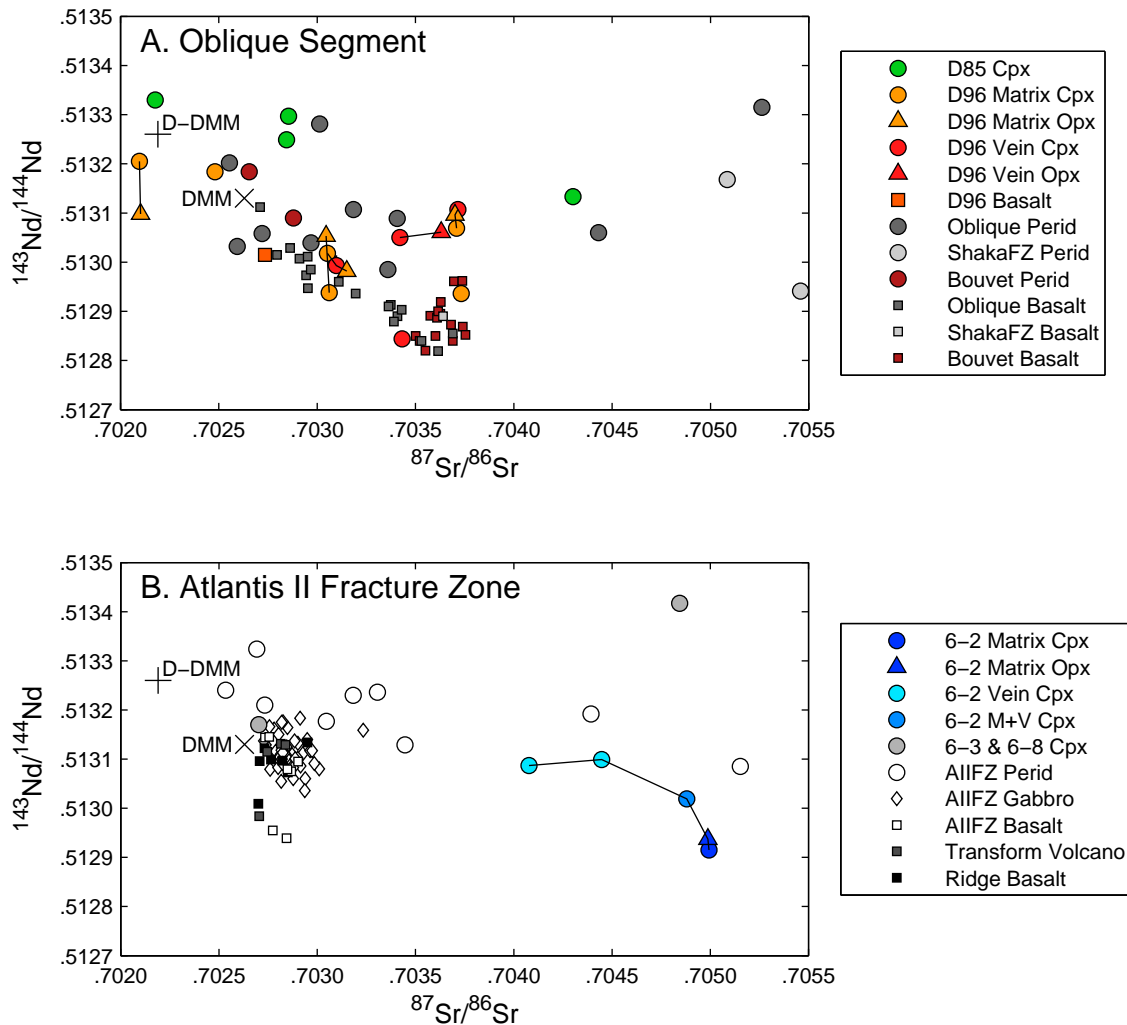 A. Oblique Segment
.5135
.5134
.5133
.5132
.5131
.5130
.5129
.5128
.5127
143Nd/144Nd
D−DMM
DMM
.7020
.7025
.7030
.7035
.7040
.7045
.7050
.7055
87Sr/86Sr
D85 Cpx
D96 Matrix Cpx
D96 Matrix Opx
D96 Vein Cpx
D96 Vein Opx
D96 Basalt
Oblique Perid
ShakaFZ Perid
Bouvet Perid
Oblique Basalt
ShakaFZ Basalt
Bouvet Basalt
B. Atlantis II Fracture Zone
.5135
.5134
.5133
.5132
.5131
.5130
.5129
.5128
.5127
143Nd/144Nd
D−DMM
DMM
.7020
.7025
.7030
.7035
.7040
.7045
.7050
.7055
87Sr/86Sr
6−2 Matrix Cpx
6−2 Matrix Opx
6−2 Vein Cpx
6−2 M+V Cpx
6−3 & 6−8 Cpx
AIIFZ Perid
AIIFZ Gabbro
AIIFZ Basalt
Transform Volcano
Ridge Basalt